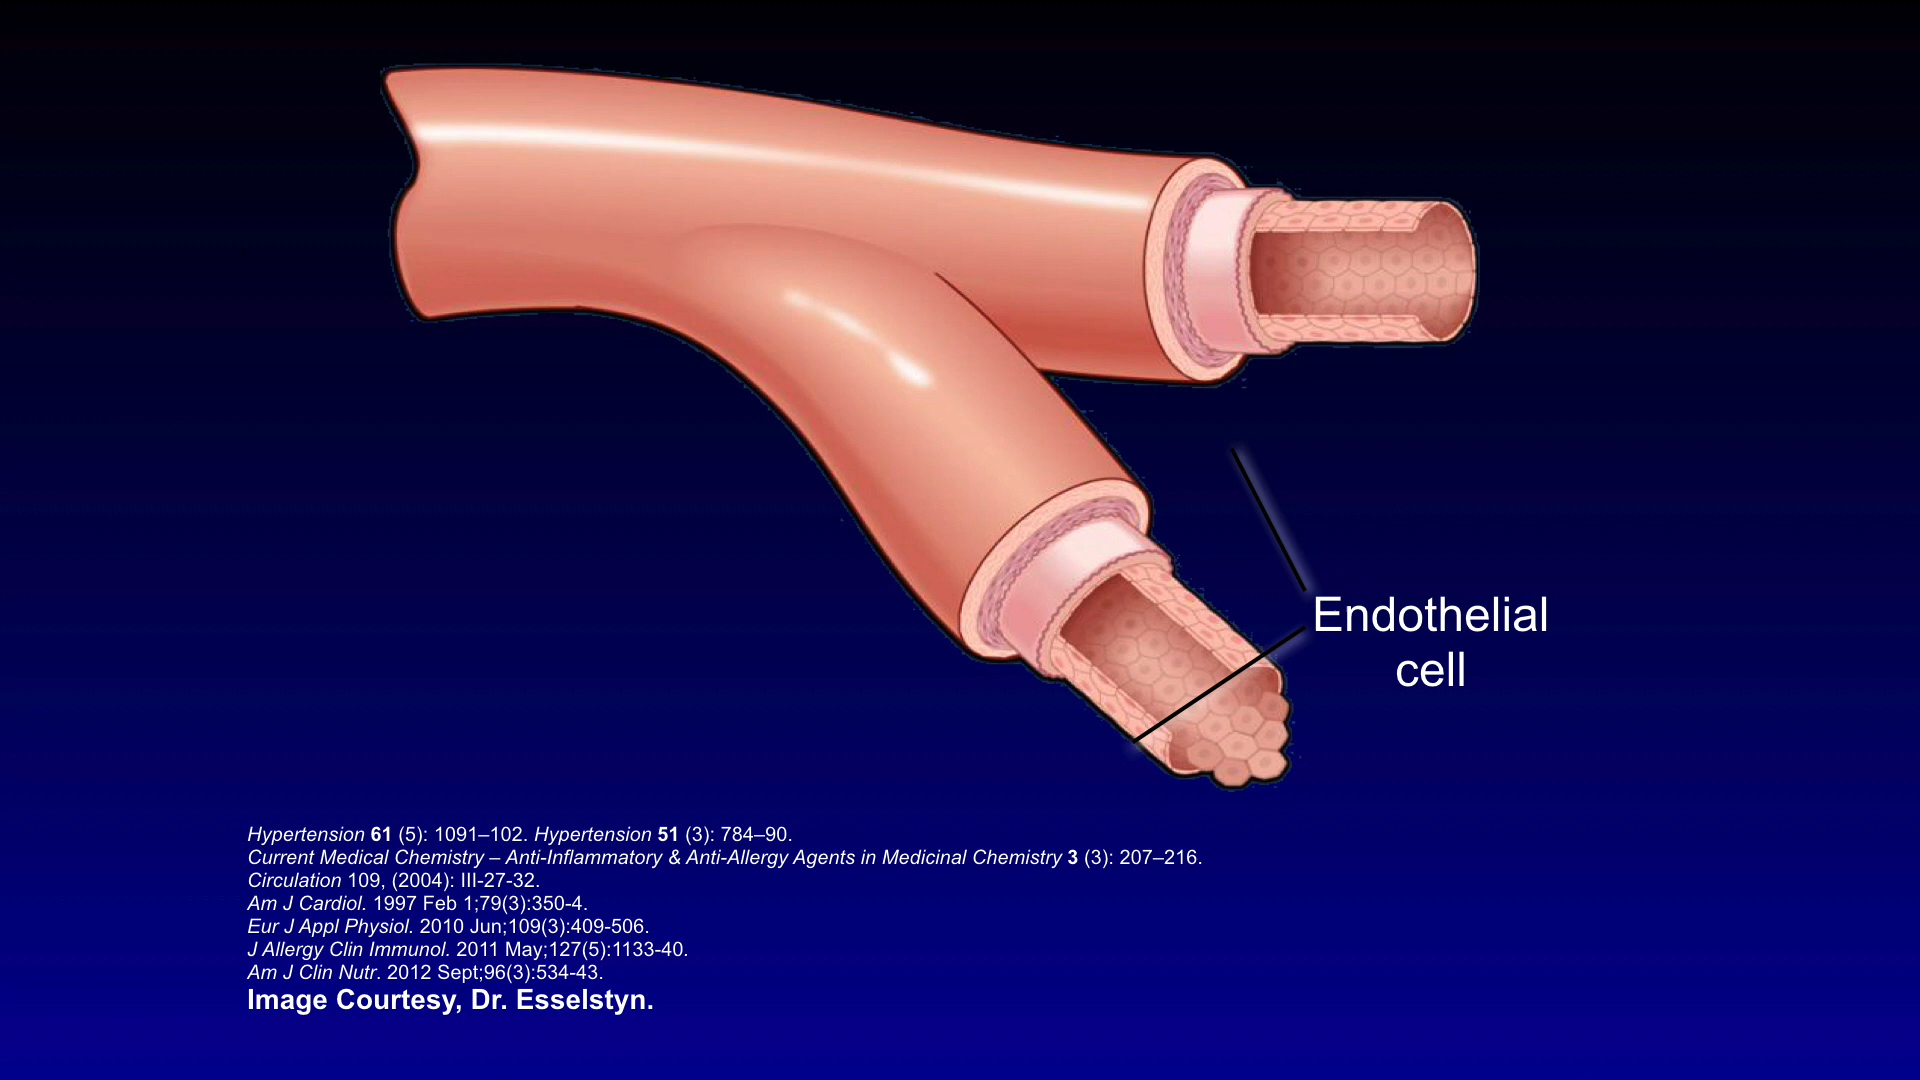 Endothelial
cell
Hypertension 61 (5): 1091–102. Hypertension 51 (3): 784–90.
Current Medical Chemistry – Anti-Inflammatory & Anti-Allergy Agents in Medicinal Chemistry 3 (3): 207–216.
Circulation 109, (2004): III-27-32.
Am J Cardiol. 1997 Feb 1;79(3):350-4.
Eur J Appl Physiol. 2010 Jun;109(3):409-506.
J Allergy Clin Immunol. 2011 May;127(5):1133-40.
Am J Clin Nutr. 2012 Sept;96(3):534-43.
Image Courtesy, Dr. Esselstyn.